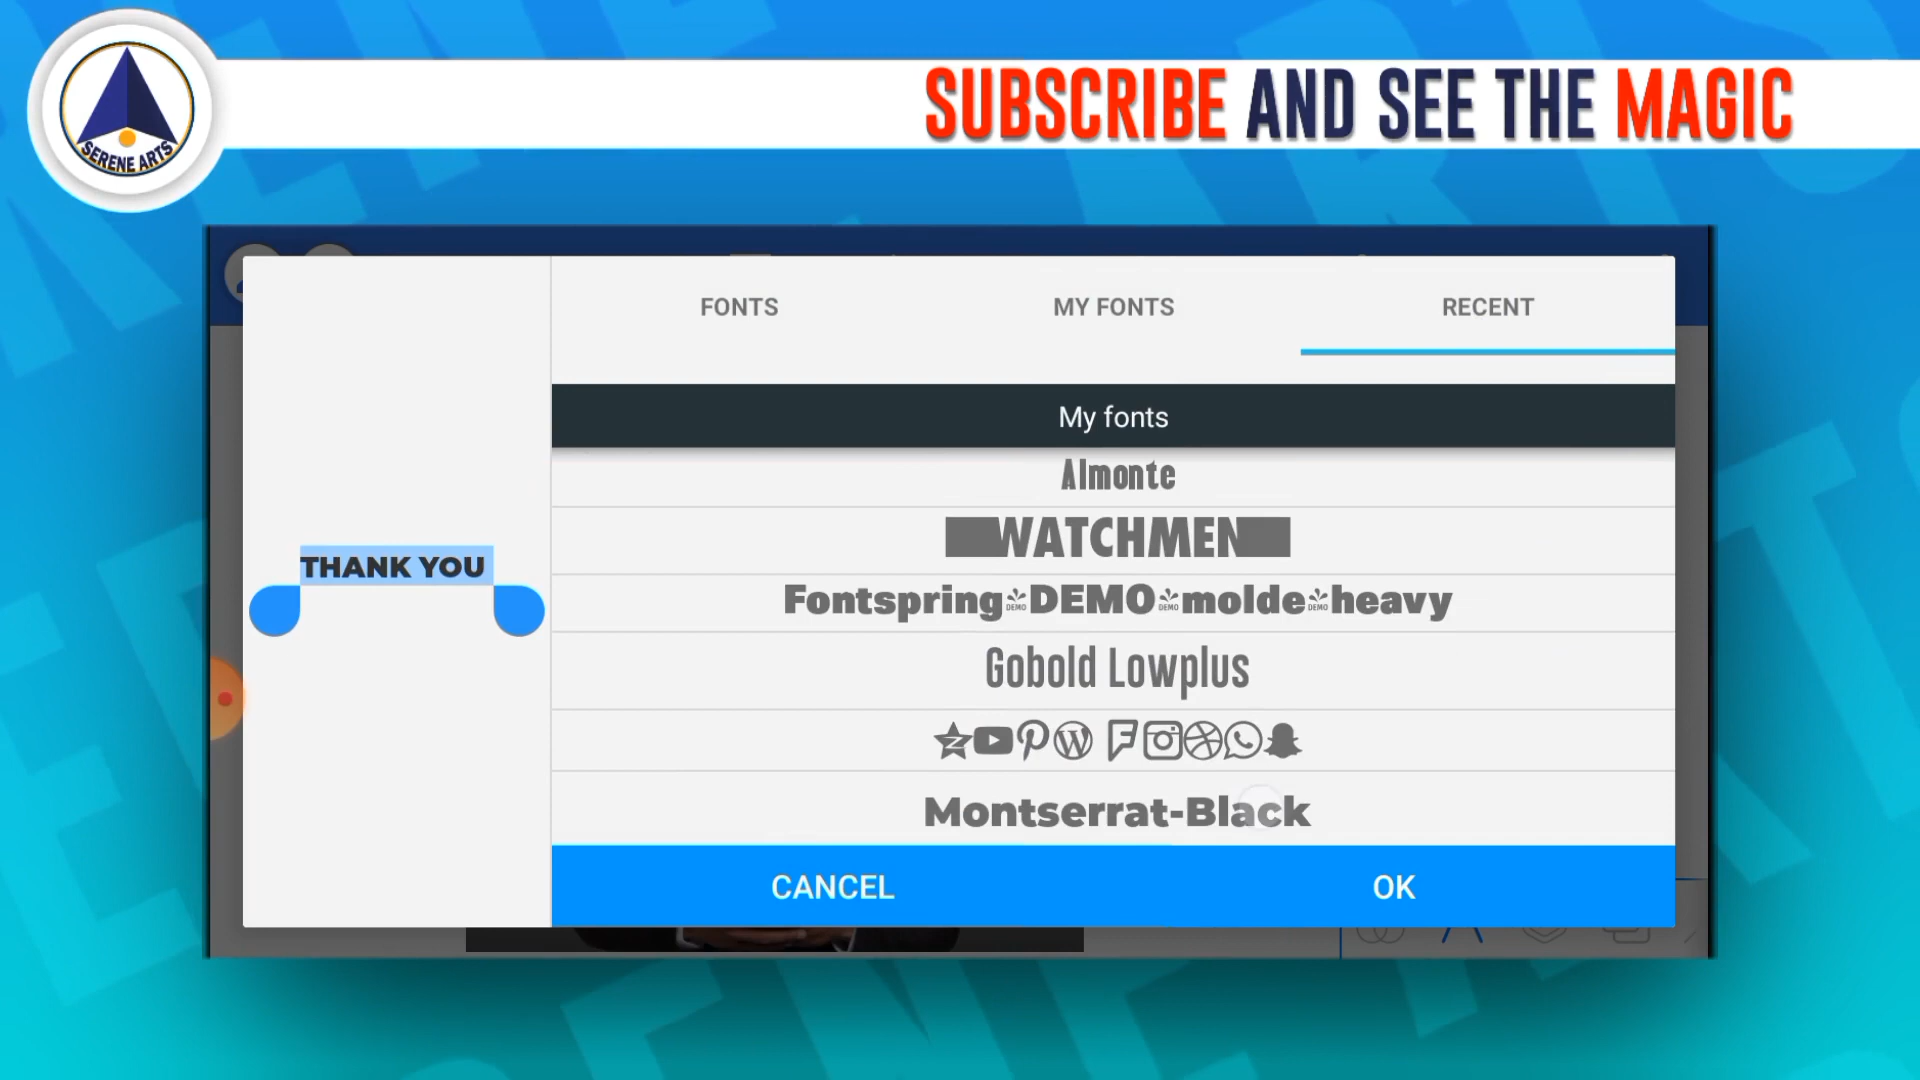 SUBSCRIBE AND SEE THE MAGIC
SERENE ARTS
FONTS MY FONTS RECENT
My fonts
Almonte
WATCHMEN
Fontspring DEMO molde heavy
Gobold Lowplus
Montserrat-Black
THANK YOU
CANCEL OK